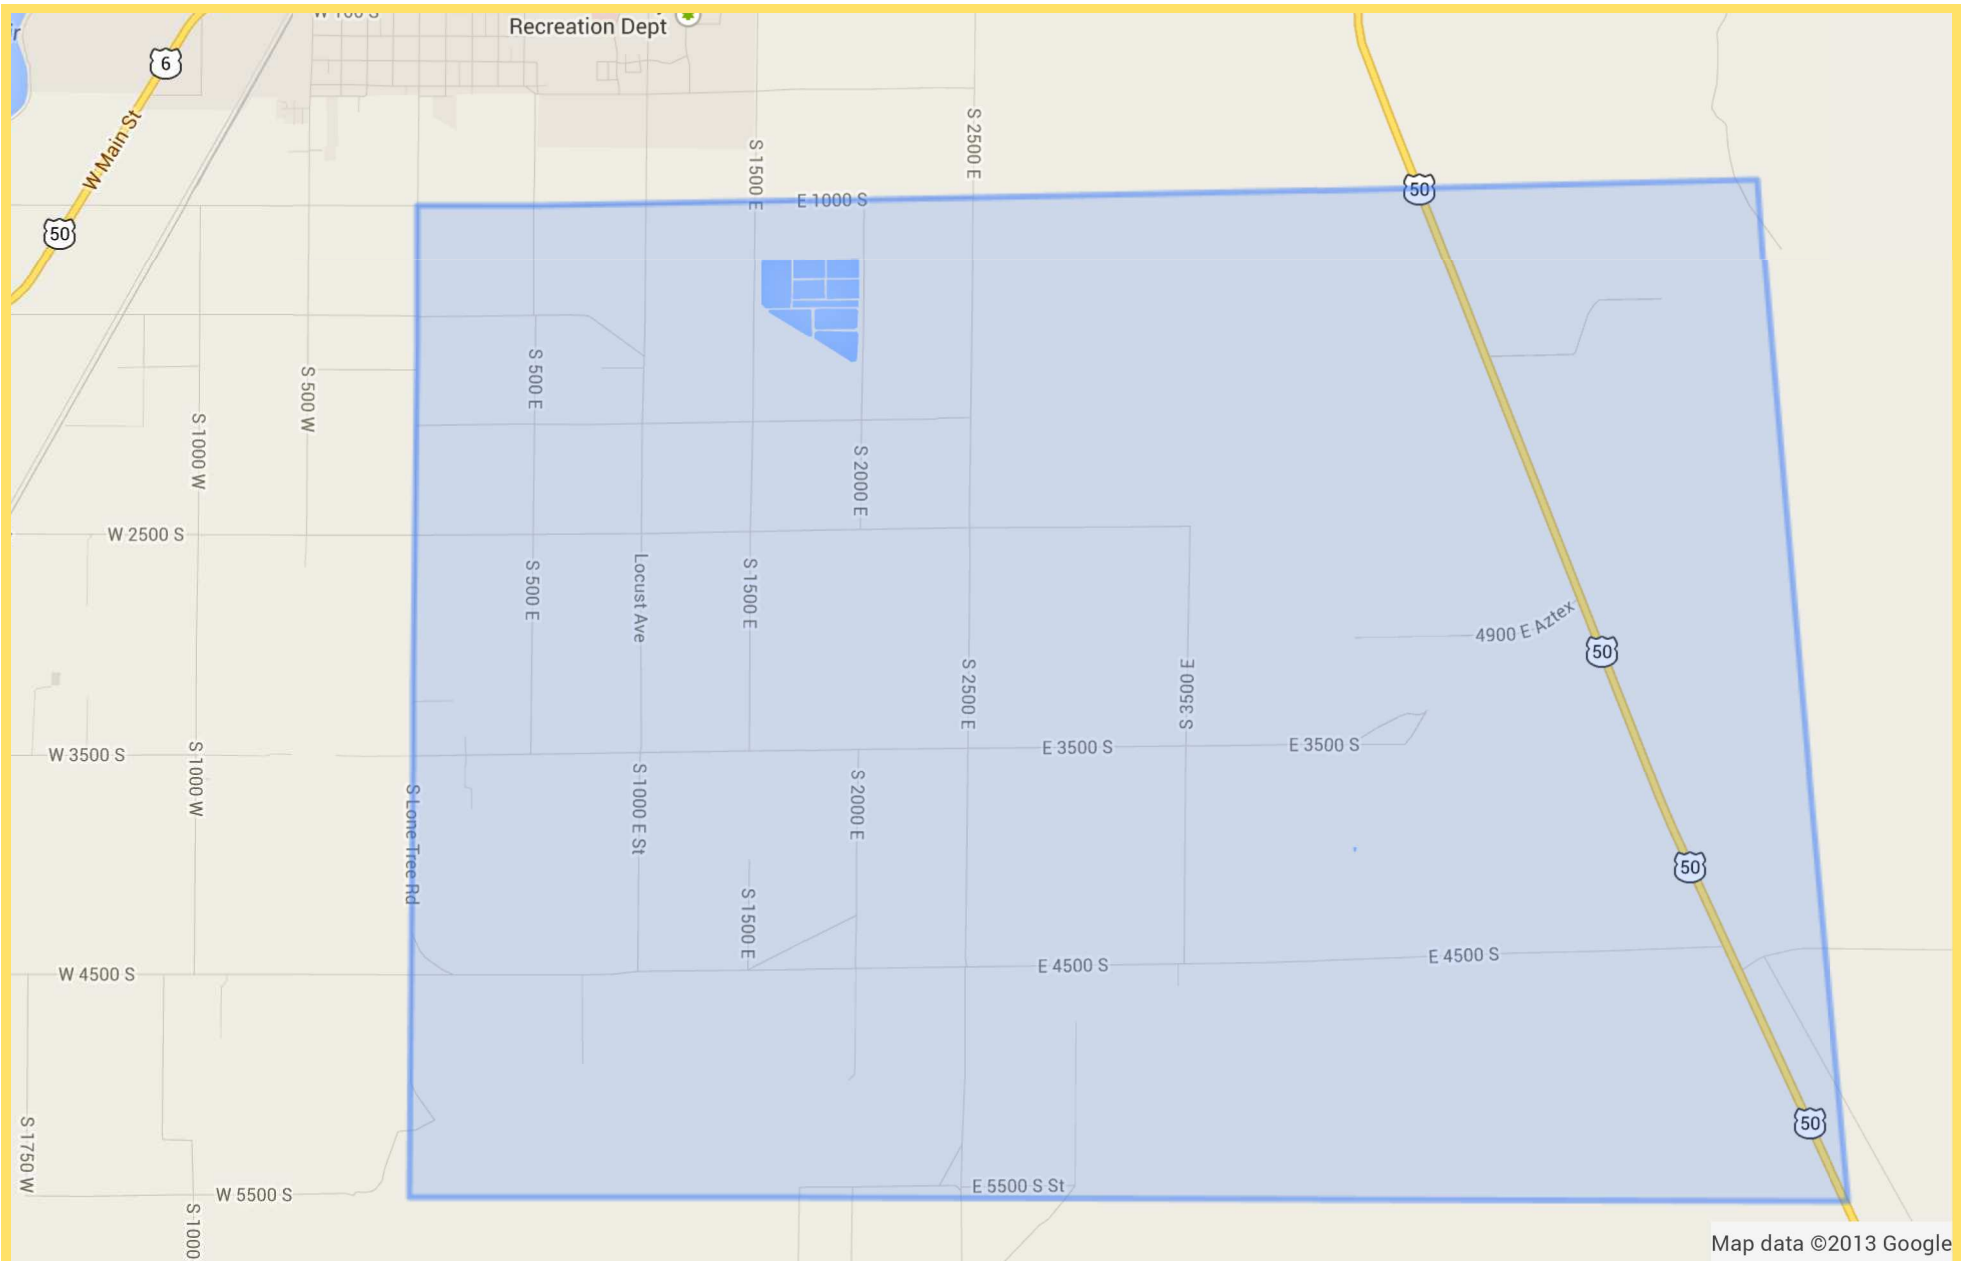 W 100 S
Recreation Dept
6
W Main St
50
S 1500 E
S 2500 E
E 1000 S
50
S 500 W
S 1000 W
S 500 E
S 2000 E
W 2500 S
S 500 E
Locust Ave
S 1500 E
S 2500 E
S 3500 E
4900 E Aztex
50
W 3500 S
S 1000 W
E 3500 S
E 3500 S
S Lone Tree Rd
S 1000 E St
S 2000 E
S 1500 E
50
W 4500 S
E 4500 S
E 4500 S
S 1750 W
50
W 5500 S
E 5500 S St
S 1000
Map data ©2013 Google